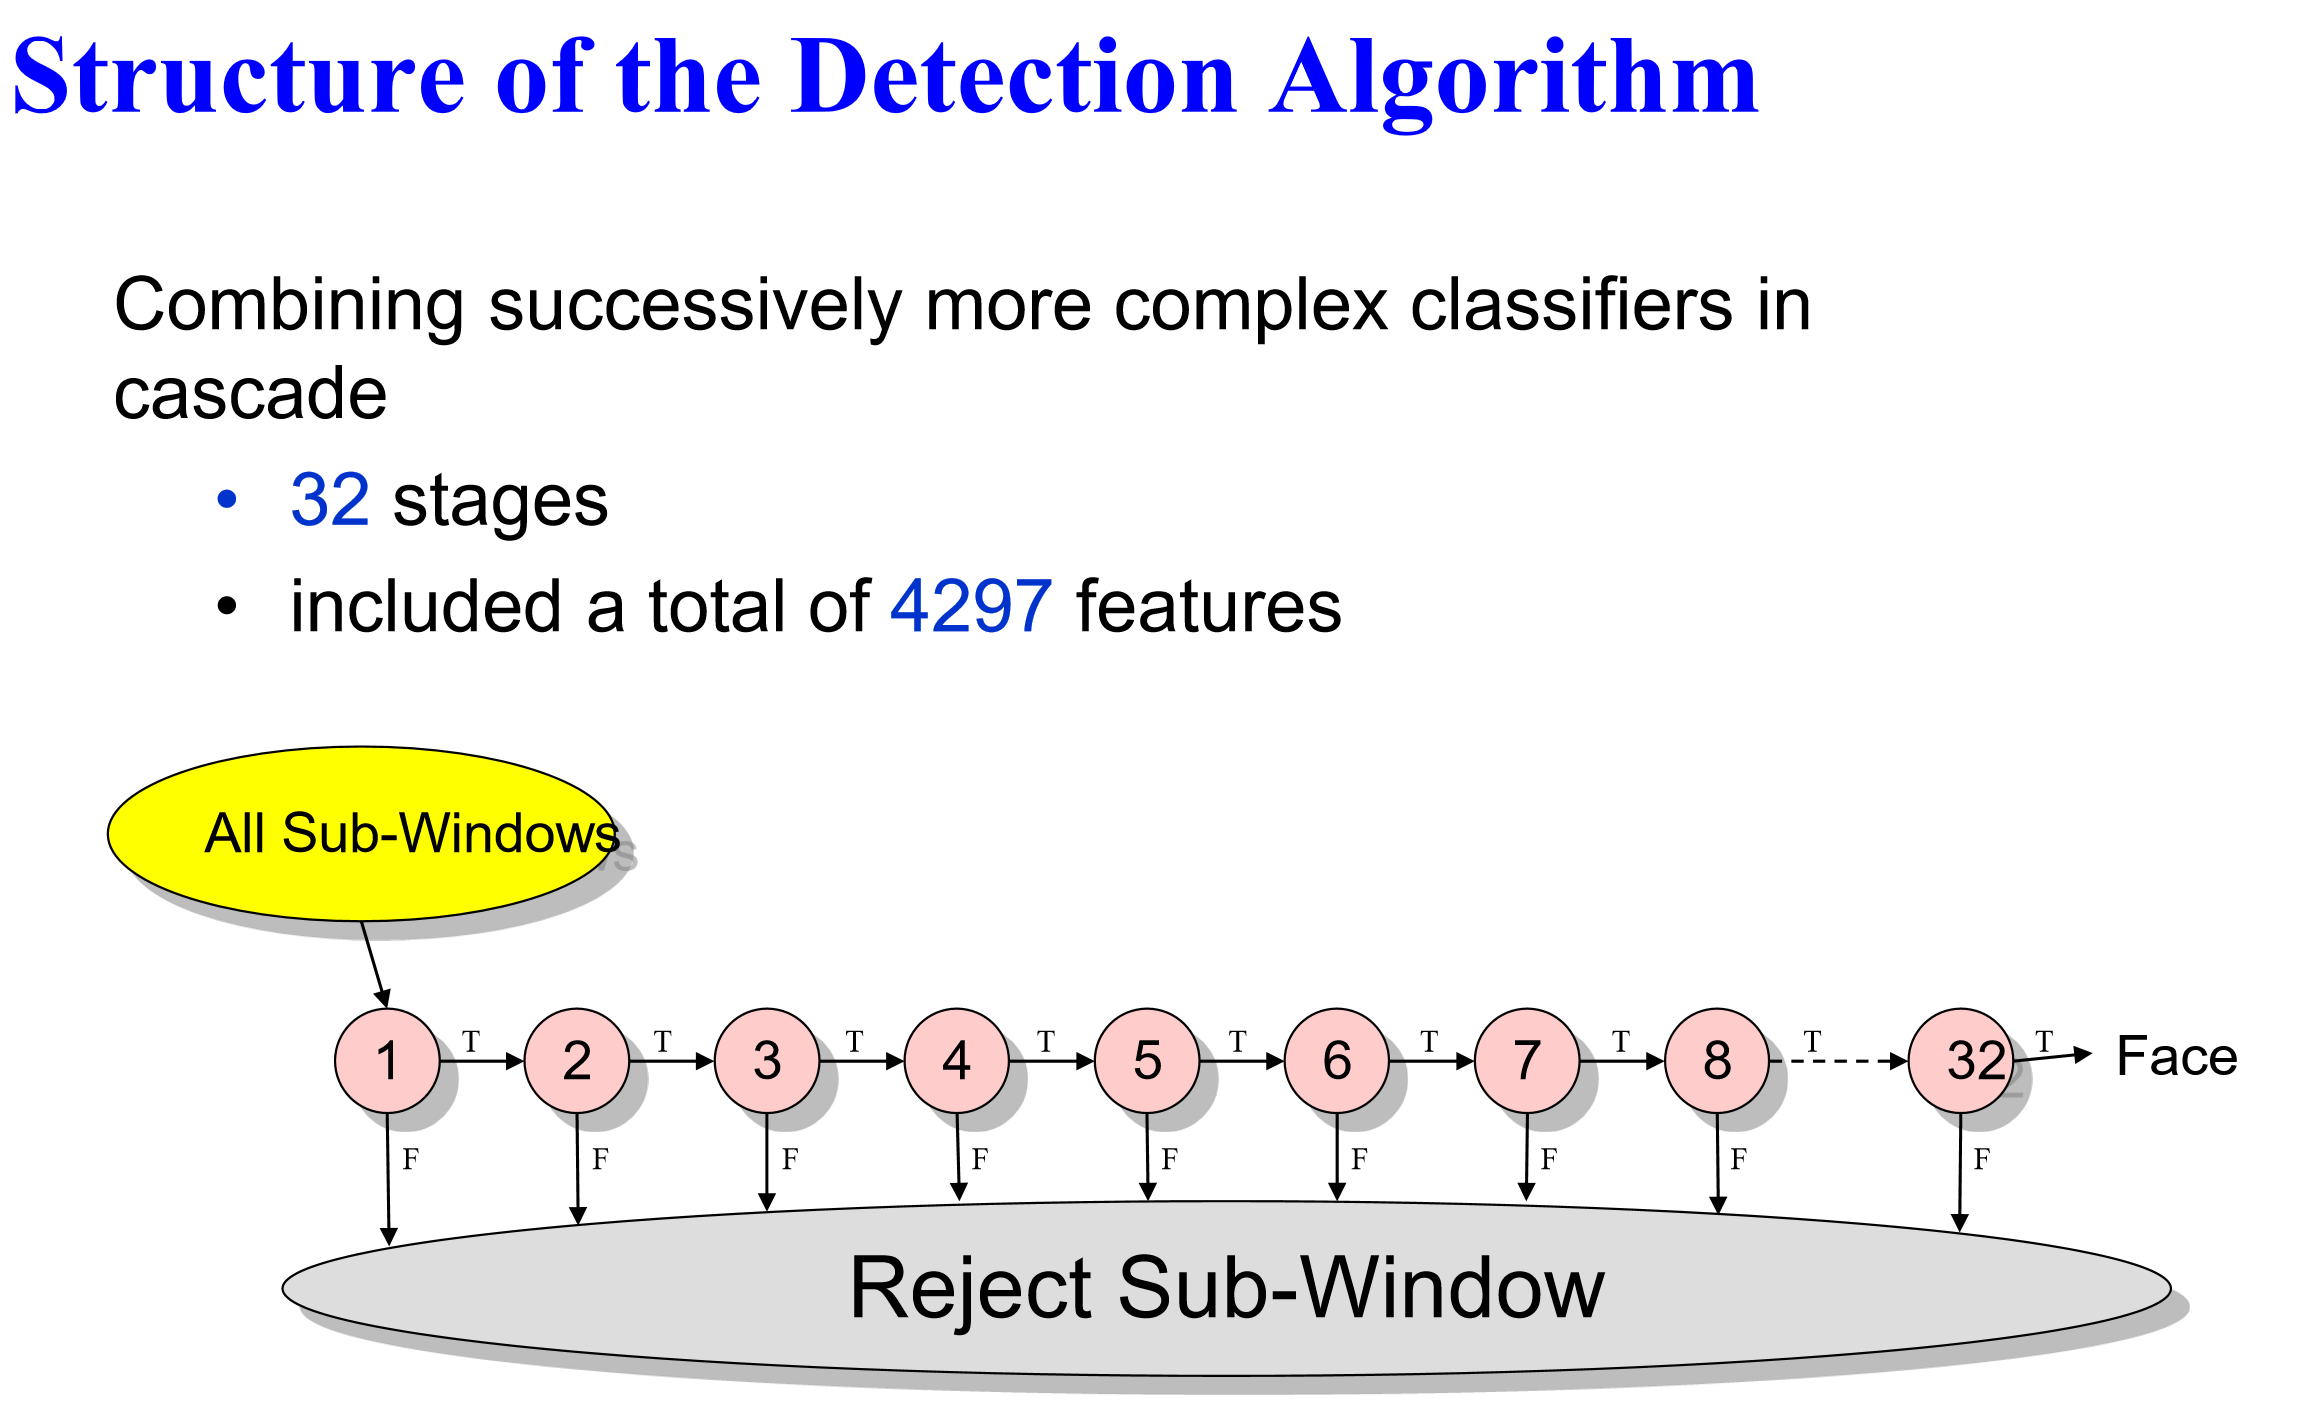 Structure of the Detection Algorithm
Combining successively more complex classifiers in
cascade
• 32 stages
• included a total of 4297 features
All Sub-Windows
T T T T T T T T T
1 2 3 4 5 6 7 8 32 Face
F F F F F F F F F
Reject Sub-Window